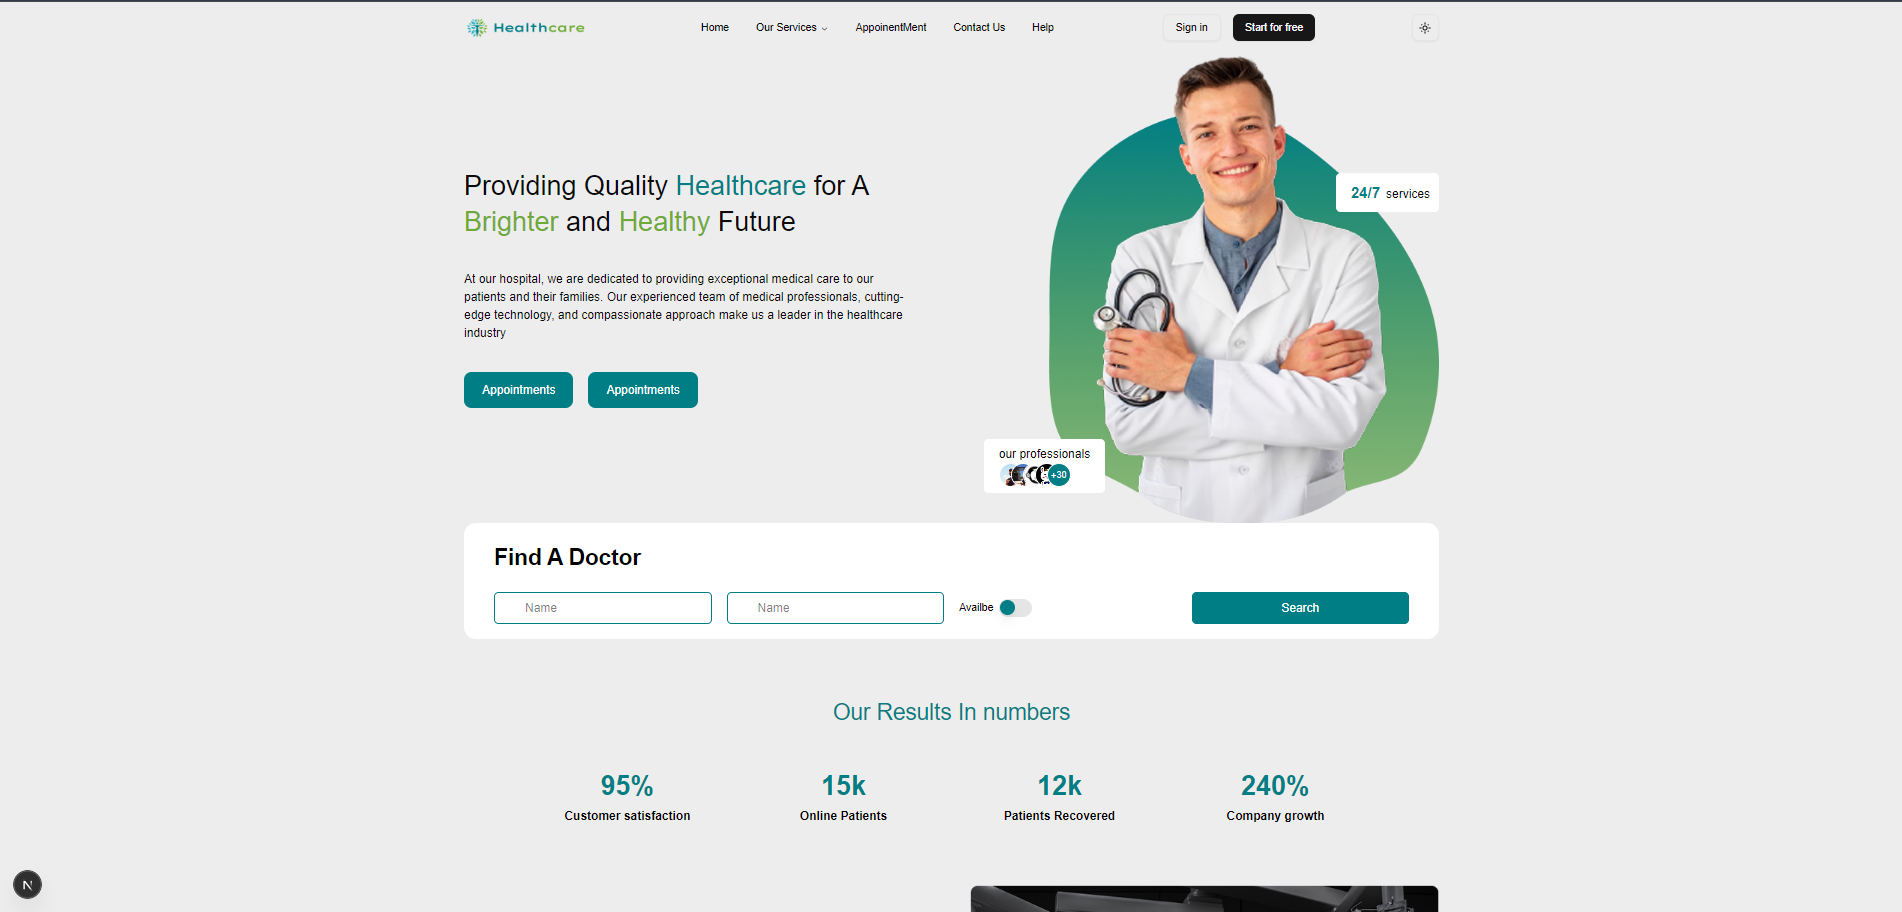 Healthcare
Home
Our Services
AppoinentMent
Contact Us
Help
Sign in
Start for free
Providing Quality Healthcare for A
Brighter and Healthy Future
24/7 services
At our hospital, we are dedicated to providing exceptional medical care to our
patients and their families. Our experienced team of medical professionals, cutting-
edge technology, and compassionate approach make us a leader in the healthcare
industry
Appointments
Appointments
our professionals
+30
Find A Doctor
Name
Name
Availbe
Search
Our Results In numbers
95%
Customer satisfaction
15k
Online Patients
12k
Patients Recovered
240%
Company growth
N